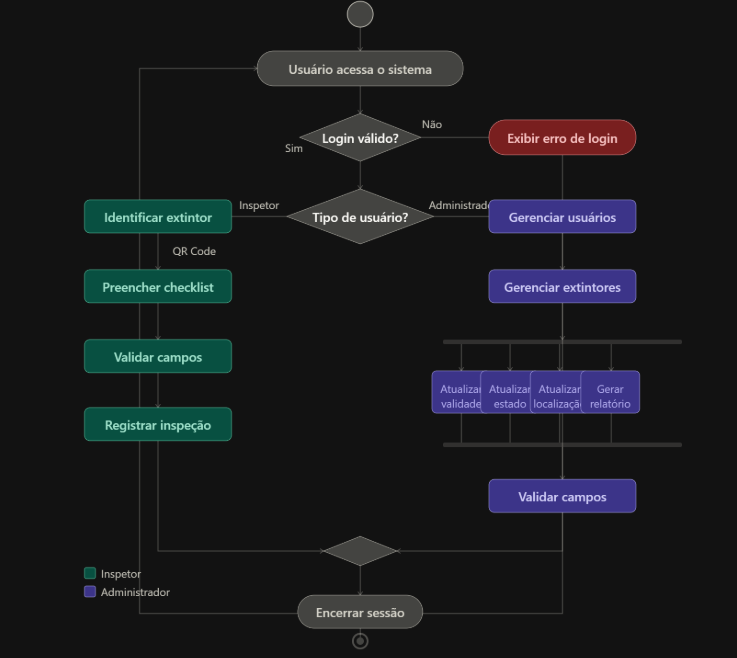 Usuário acessa o sistema
Login válido?
Não
Exibir erro de login
Sim
Inspetor
Tipo de usuário?
Identificar extintor
Gerenciar usuários
QR Code
Preencher checklist
Gerenciar extintores
Validar campos
Atualizar
validade
Atualizar
estado
Atualizar
localização
Gerar
relatório
Registrar inspeção
Validar campos
Inspetor
Administrador
Encerrar sessão